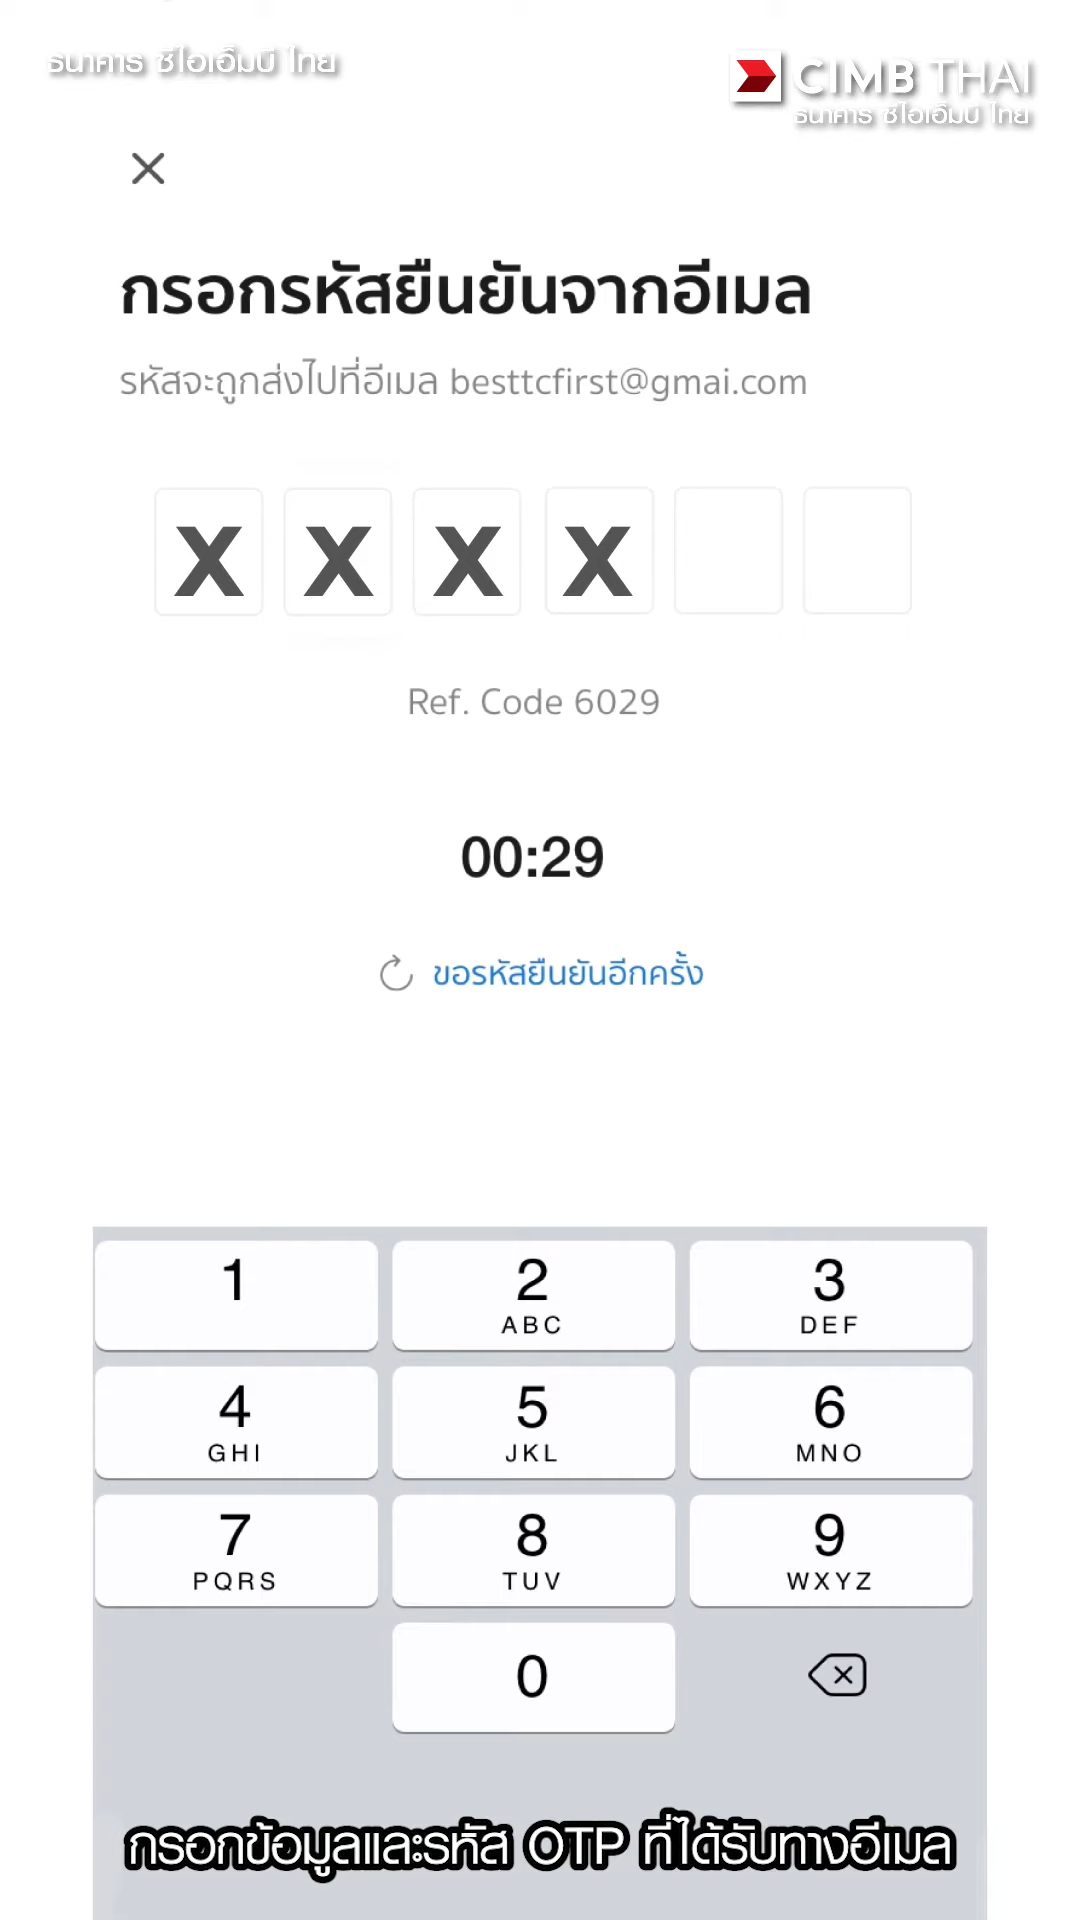 ธนาคาร ซีไอเอ็มบี ไทย
CIMB THAI
ธนาคาร ซีไอเอ็มบี ไทย
กรอกรหัสยืนยันจากอีเมล
รหัสจะถูกส่งไปที่อีเมล besttcfirst@gmai.com
X X X X
Ref. Code 6029
00:29
ขอรหัสยืนยันอีกครั้ง
1 2 3
ABC DEF
4 5 6
GHI JKL MNO
7 8 9
PQRS TUV WXYZ
0
กรอกข้อมูลและรหัส OTP ที่ได้รับทางอีเมล